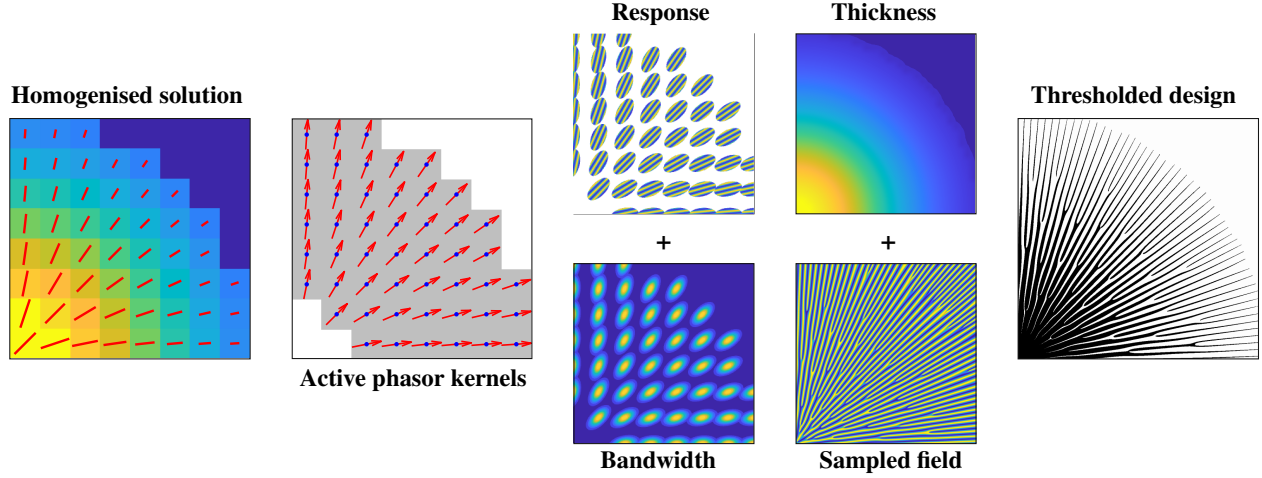 Response
Thickness
Homogenised solution
Thresholded design
+
+
Active phasor kernels
Bandwidth
Sampled field